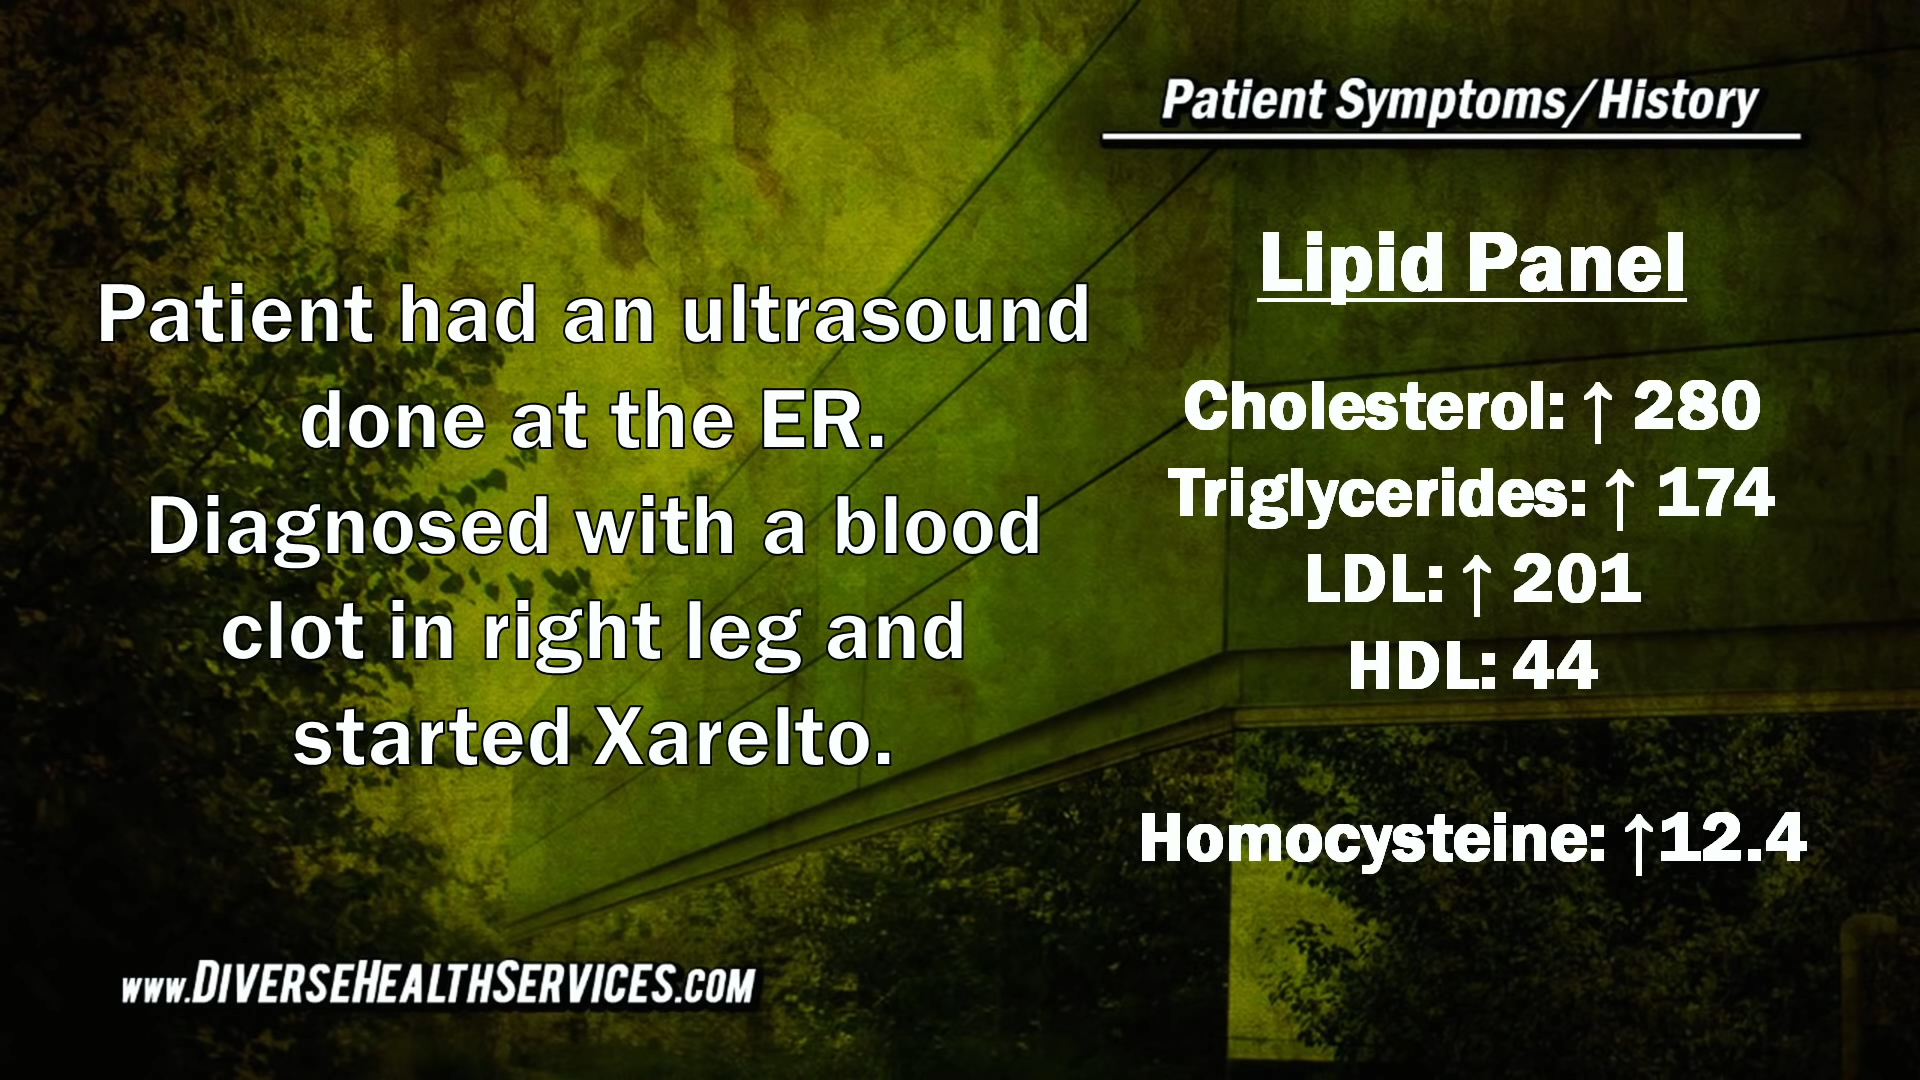 Patient Symptoms/History
Patient had an ultrasound
done at the ER.
Diagnosed with a blood
clot in right leg and
started Xarelto.
Lipid Panel
Cholesterol: ↑ 280
Triglycerides: ↑ 174
LDL: ↑ 201
HDL: 44
Homocysteine: ↑12.4
www.DiverseHealthServices.com